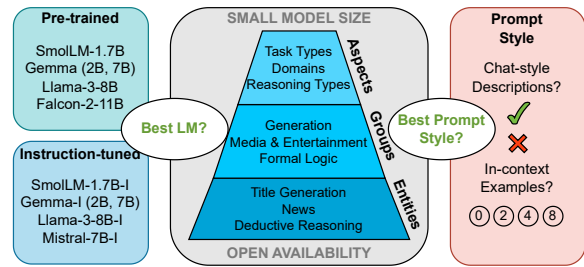 Pre-trained
SmolLM-1.7B
Gemma (2B, 7B)
Llama-3-8B
Falcon-2-11B
Instruction-tuned
SmolLM-1.7B-I
Gemma-I (2B, 7B)
Llama-3-8B-I
Mistral-7B-I
Best LM?
SMALL MODEL SIZE
Task Types
Domains
Reasoning Types
Aspects
Generation
Media & Entertainment
Formal Logic
Groups
Title Generation
News
Deductive Reasoning
Entities
OPEN AVAILABILITY
Best Prompt
Style?
Prompt
Style
Chat-style
Descriptions?
In-context
Examples?
0 2 4 8